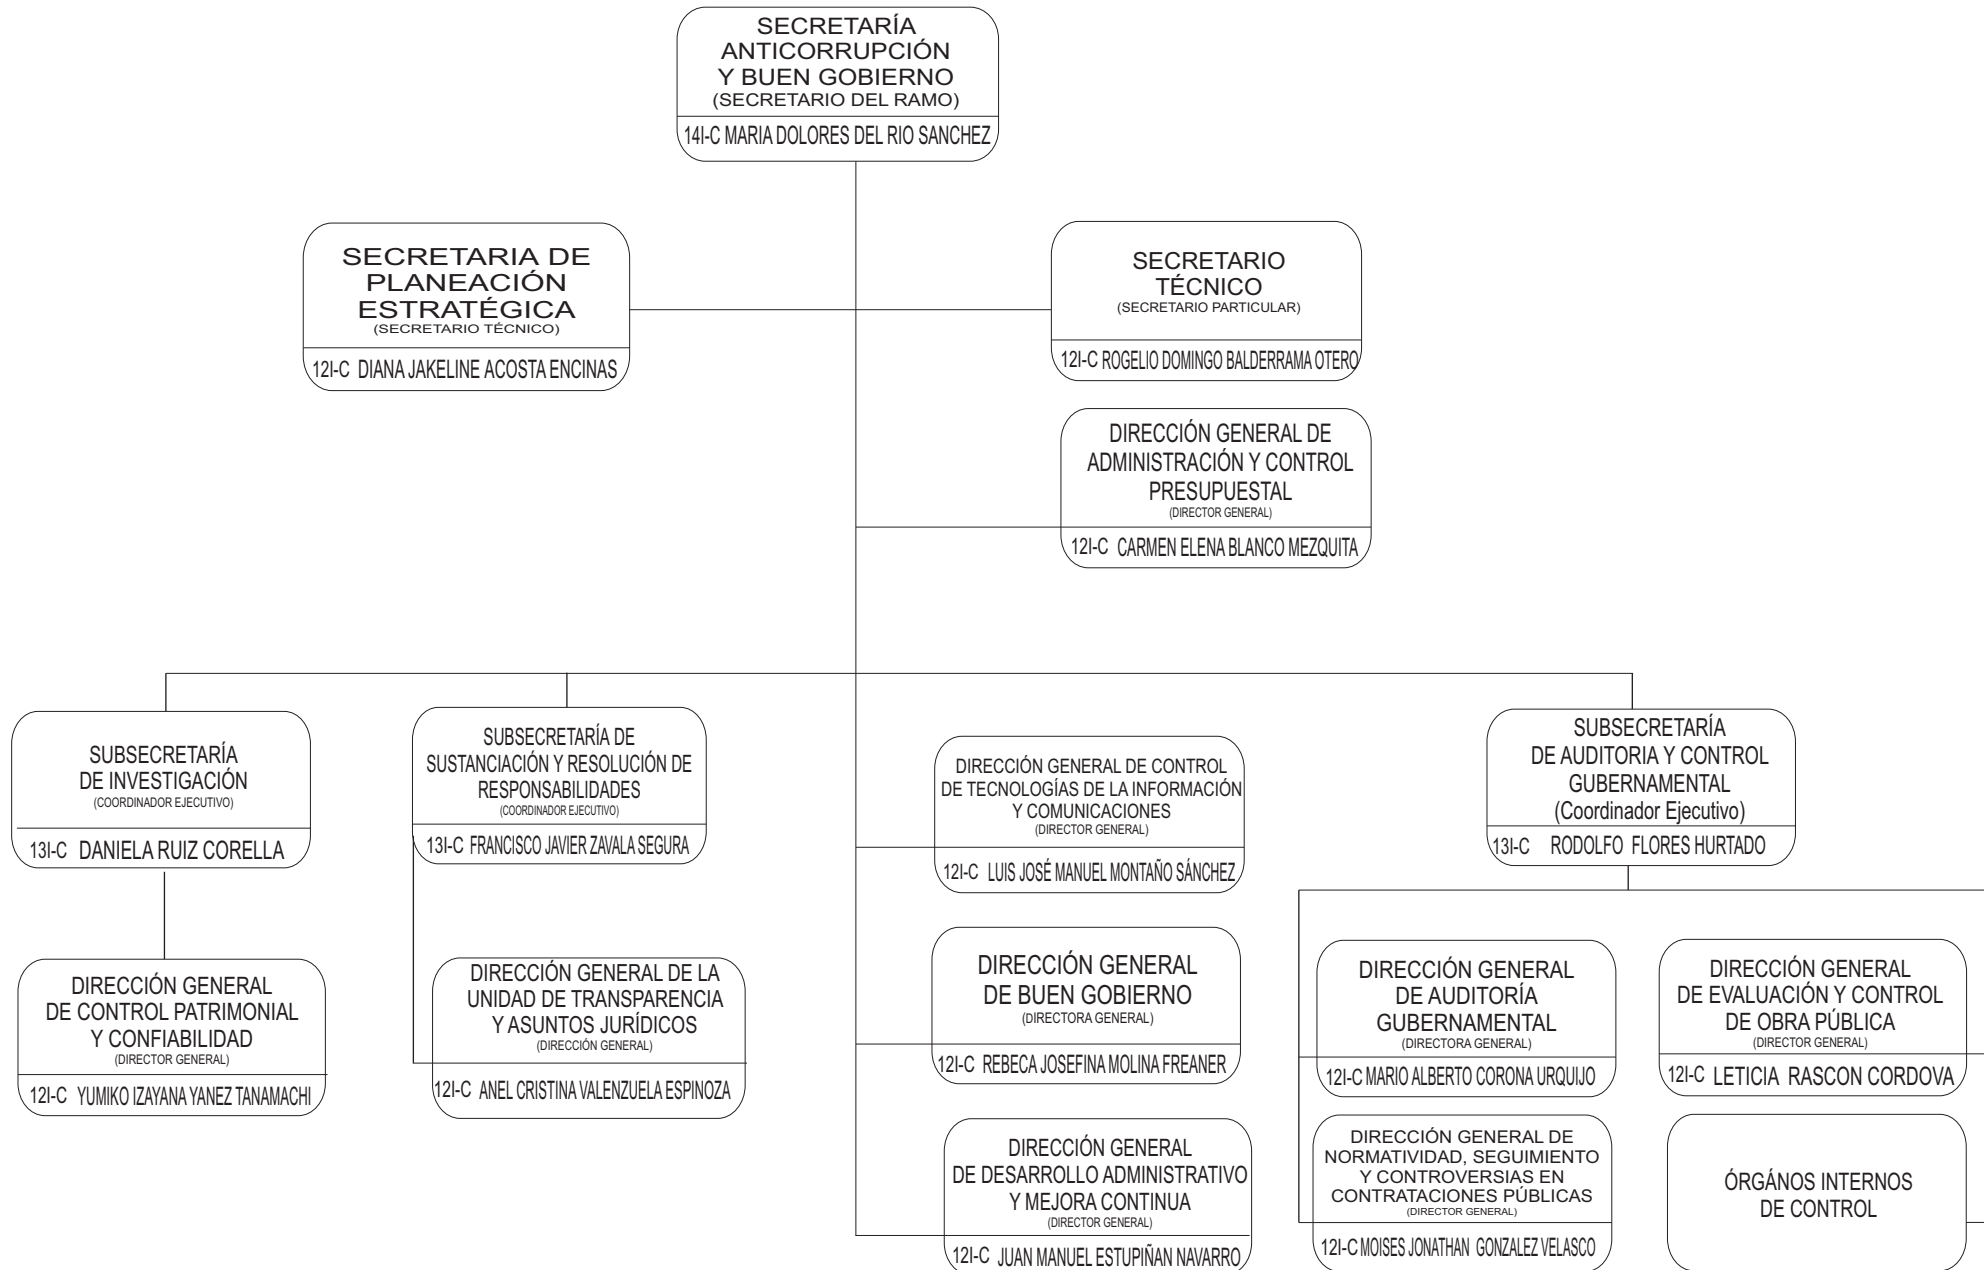 SECRETARÍA
ANTICORRUPCIÓN
Y BUEN GOBIERNO
(SECRETARIO DEL RAMO)
14I-C MARIA DOLORES DEL RIO SANCHEZ
SECRETARIA DE
PLANEACIÓN
ESTRATÉGICA
(SECRETARIO TÉCNICO)
12I-C DIANA JAKELINE ACOSTA ENCINAS
SECRETARIO
TÉCNICO
(SECRETARIO PARTICULAR)
12I-C ROGELIO DOMINGO BALDERRAMA OTERO
DIRECCIÓN GENERAL DE
ADMINISTRACIÓN Y CONTROL
PRESUPUESTAL
(DIRECTOR GENERAL)
12I-C CARMEN ELENA BLANCO MEZQUITA
SUBSECRETARÍA
DE INVESTIGACIÓN
(COORDINADOR EJECUTIVO)
13I-C DANIELA RUIZ CORELLA
SUBSECRETARÍA DE
SUSTANCIACIÓN Y RESOLUCIÓN DE
RESPONSABILIDADES
(COORDINADOR EJECUTIVO)
13I-C FRANCISCO JAVIER ZAVALA SEGURA
DIRECCIÓN GENERAL DE CONTROL
DE TECNOLOGÍAS DE LA INFORMACIÓN
Y COMUNICACIONES
(DIRECTOR GENERAL)
12I-C LUIS JOSÉ MANUEL MONTAÑO SÁNCHEZ
SUBSECRETARÍA
DE AUDITORIA Y CONTROL
GUBERNAMENTAL
(Coordinador Ejecutivo)
13I-C RODOLFO FLORES HURTADO
DIRECCIÓN GENERAL
DE CONTROL PATRIMONIAL
Y CONFIABILIDAD
(DIRECTOR GENERAL)
12I-C YUMIKO IZAYANA YANEZ TANAMACHI
DIRECCIÓN GENERAL DE LA
UNIDAD DE TRANSPARENCIA
Y ASUNTOS JURÍDICOS
(DIRECCIÓN GENERAL)
12I-C ANEL CRISTINA VALENZUELA ESPINOZA
DIRECCIÓN GENERAL
DE BUEN GOBIERNO
(DIRECTORA GENERAL)
12I-C REBECA JOSEFINA MOLINA FREANER
DIRECCIÓN GENERAL
DE AUDITORÍA
GUBERNAMENTAL
(DIRECTORA GENERAL)
12I-C MARIO ALBERTO CORONA URQUIJO
DIRECCIÓN GENERAL
DE EVALUACIÓN Y CONTROL
DE OBRA PÚBLICA
(DIRECTOR GENERAL)
12I-C LETICIA RASCON CORDOVA
DIRECCIÓN GENERAL
DE DESARROLLO ADMINISTRATIVO
Y MEJORA CONTINUA
(DIRECTOR GENERAL)
12I-C JUAN MANUEL ESTUPIÑAN NAVARRO
DIRECCIÓN GENERAL DE
NORMATIVIDAD, SEGUIMIENTO
Y CONTROVERSIAS EN
CONTRATACIONES PÚBLICAS
(DIRECTOR GENERAL)
12I-C MOISES JONATHAN GONZALEZ VELASCO
ÓRGÁNOS INTERNOS
DE CONTROL